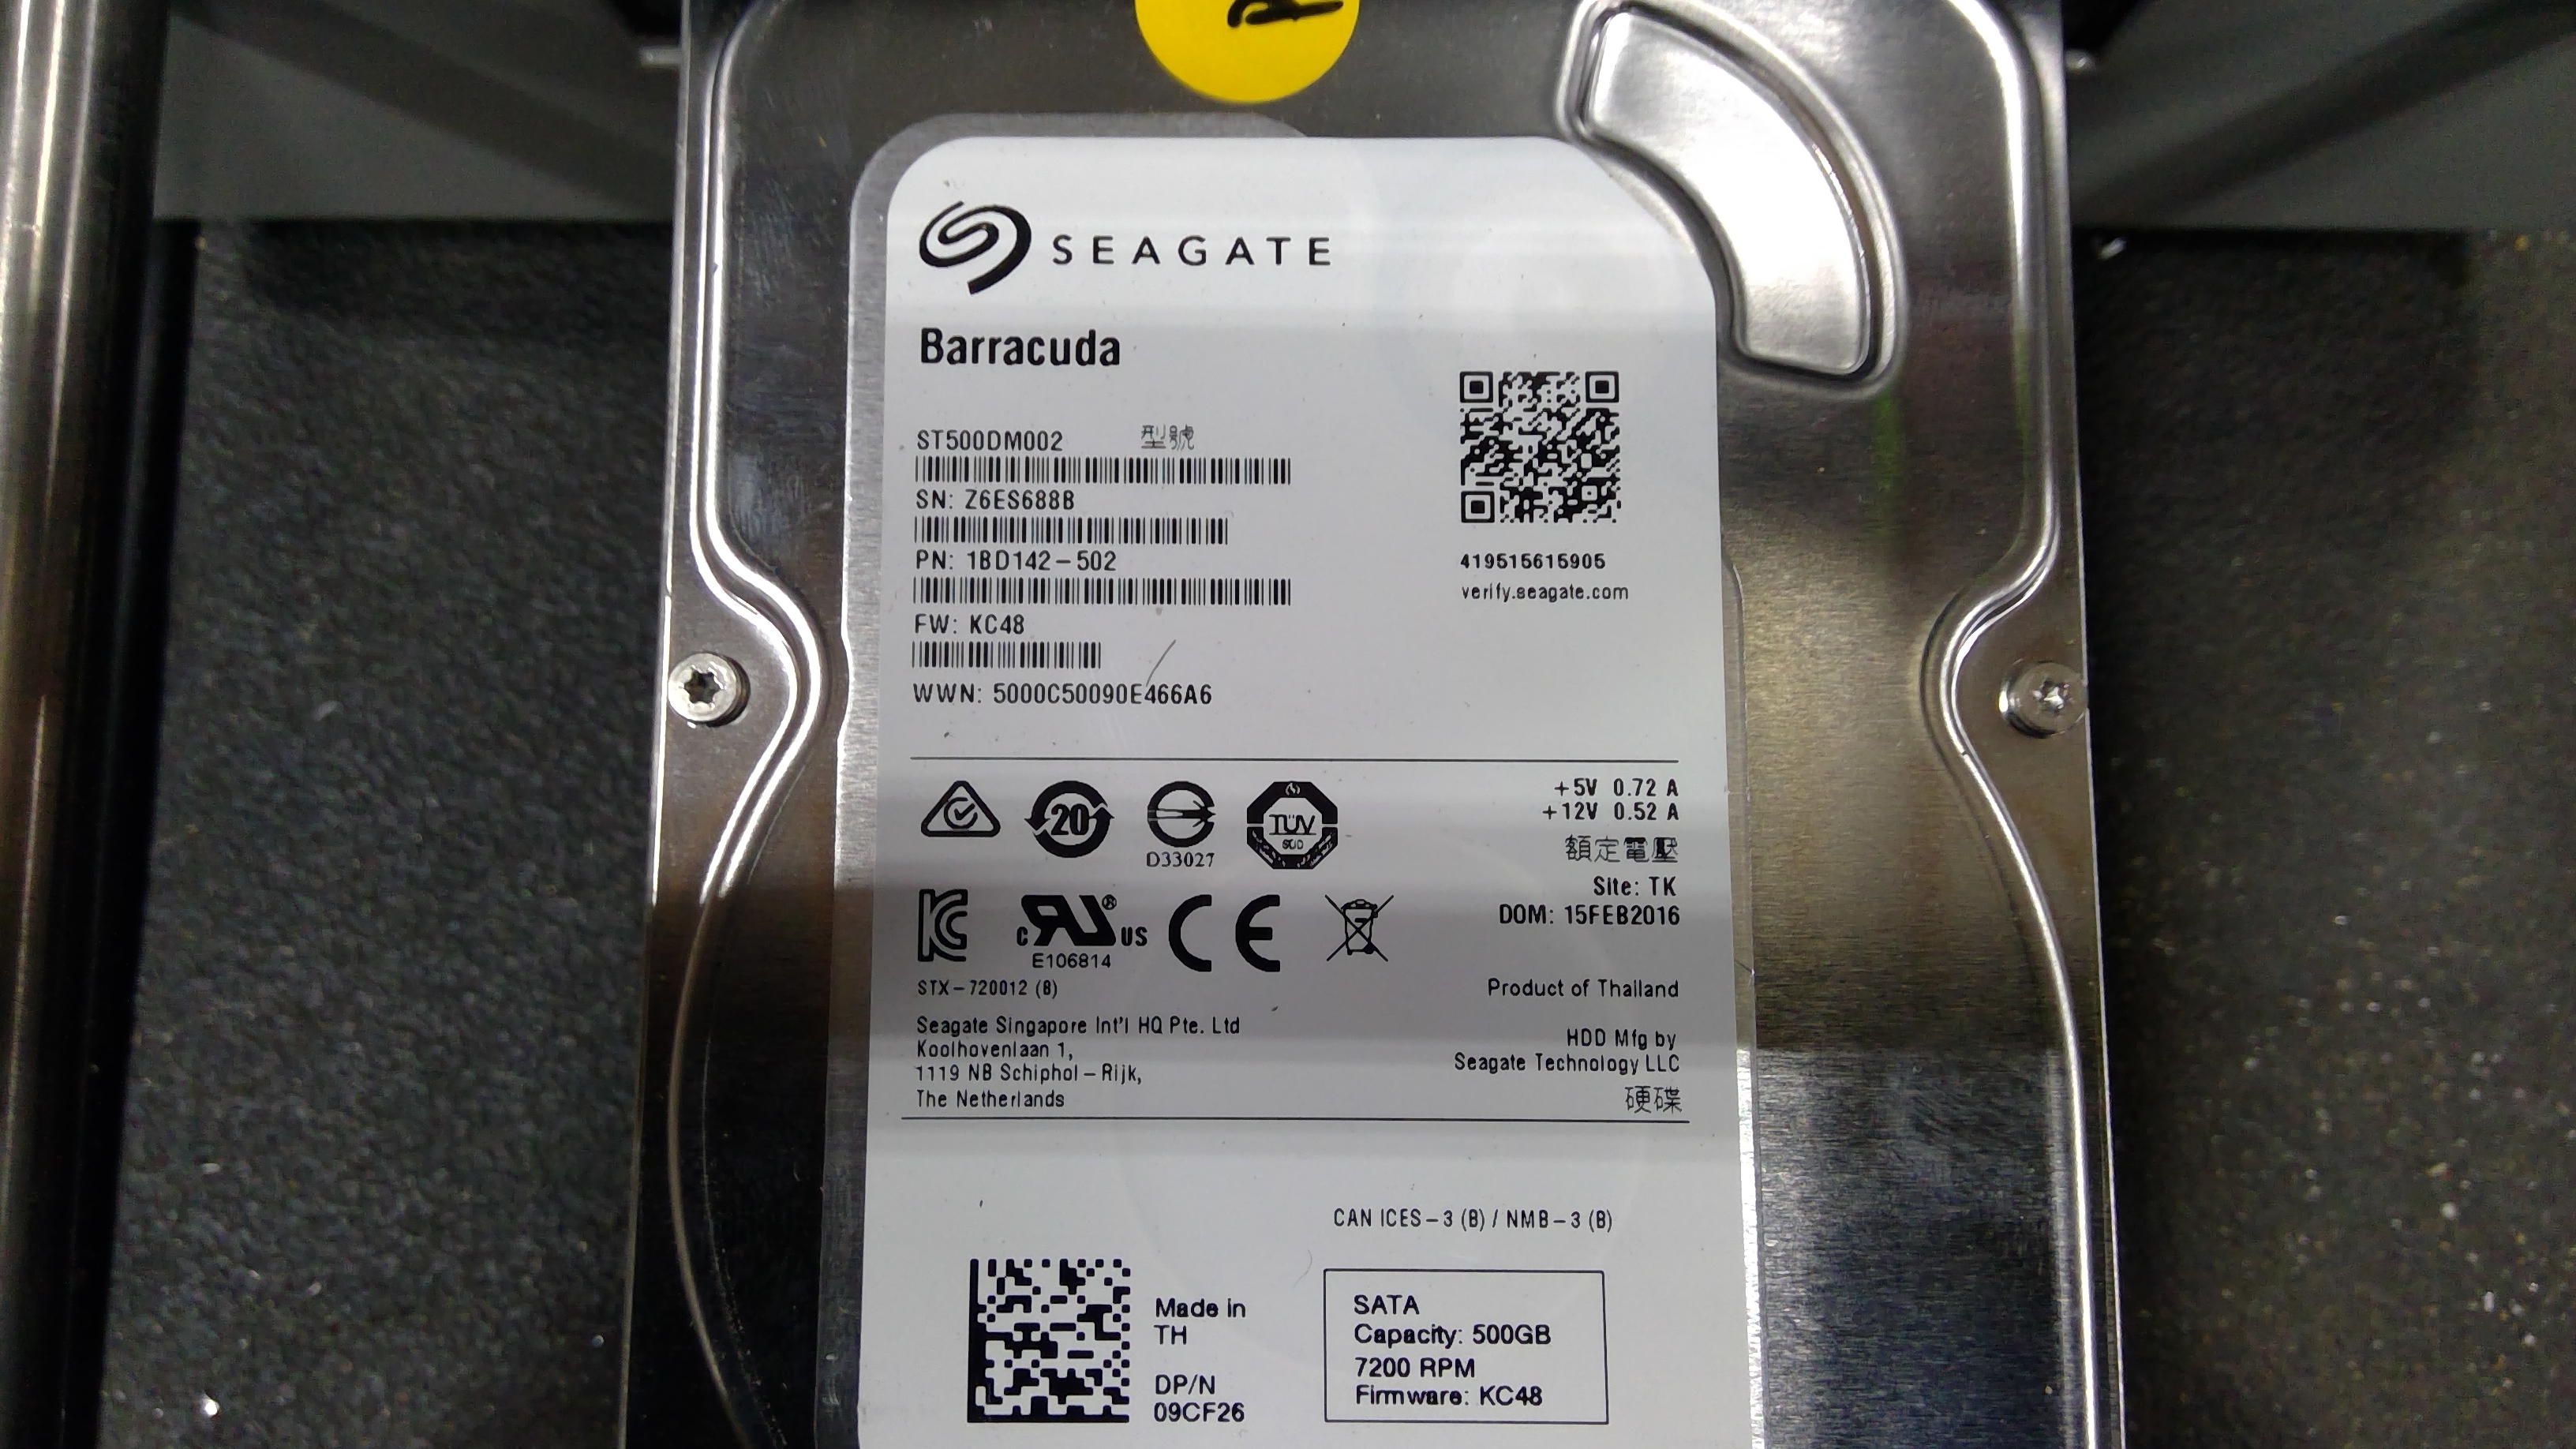 SEAGATE
Barracuda
ST500DM002 型號
SN: Z6ES688B
PN: 1BD142-502
FW: KC48
WWN: 5000C50090E466A6
419515615905
verify.seagate.com
20
D33027
TÜV
SÜD
+5V 0.72 A
+12V 0.52 A
額定電壓
Site: TK
DOM: 15FEB2016
c RU ® US
E106814
CE
STX-720012 (B)
Product of Thailand
Seagate Singapore Int'l HQ Pte. Ltd
Koolhovenlaan 1,
1119 NB Schiphol-Rijk,
The Netherlands
HDD Mfg by
Seagate Technology LLC
硬碟
CAN ICES-3 (B) / NMB-3 (B)
Made in
TH
DP/N
09CF26
SATA
Capacity: 500GB
7200 RPM
Firmware: KC48